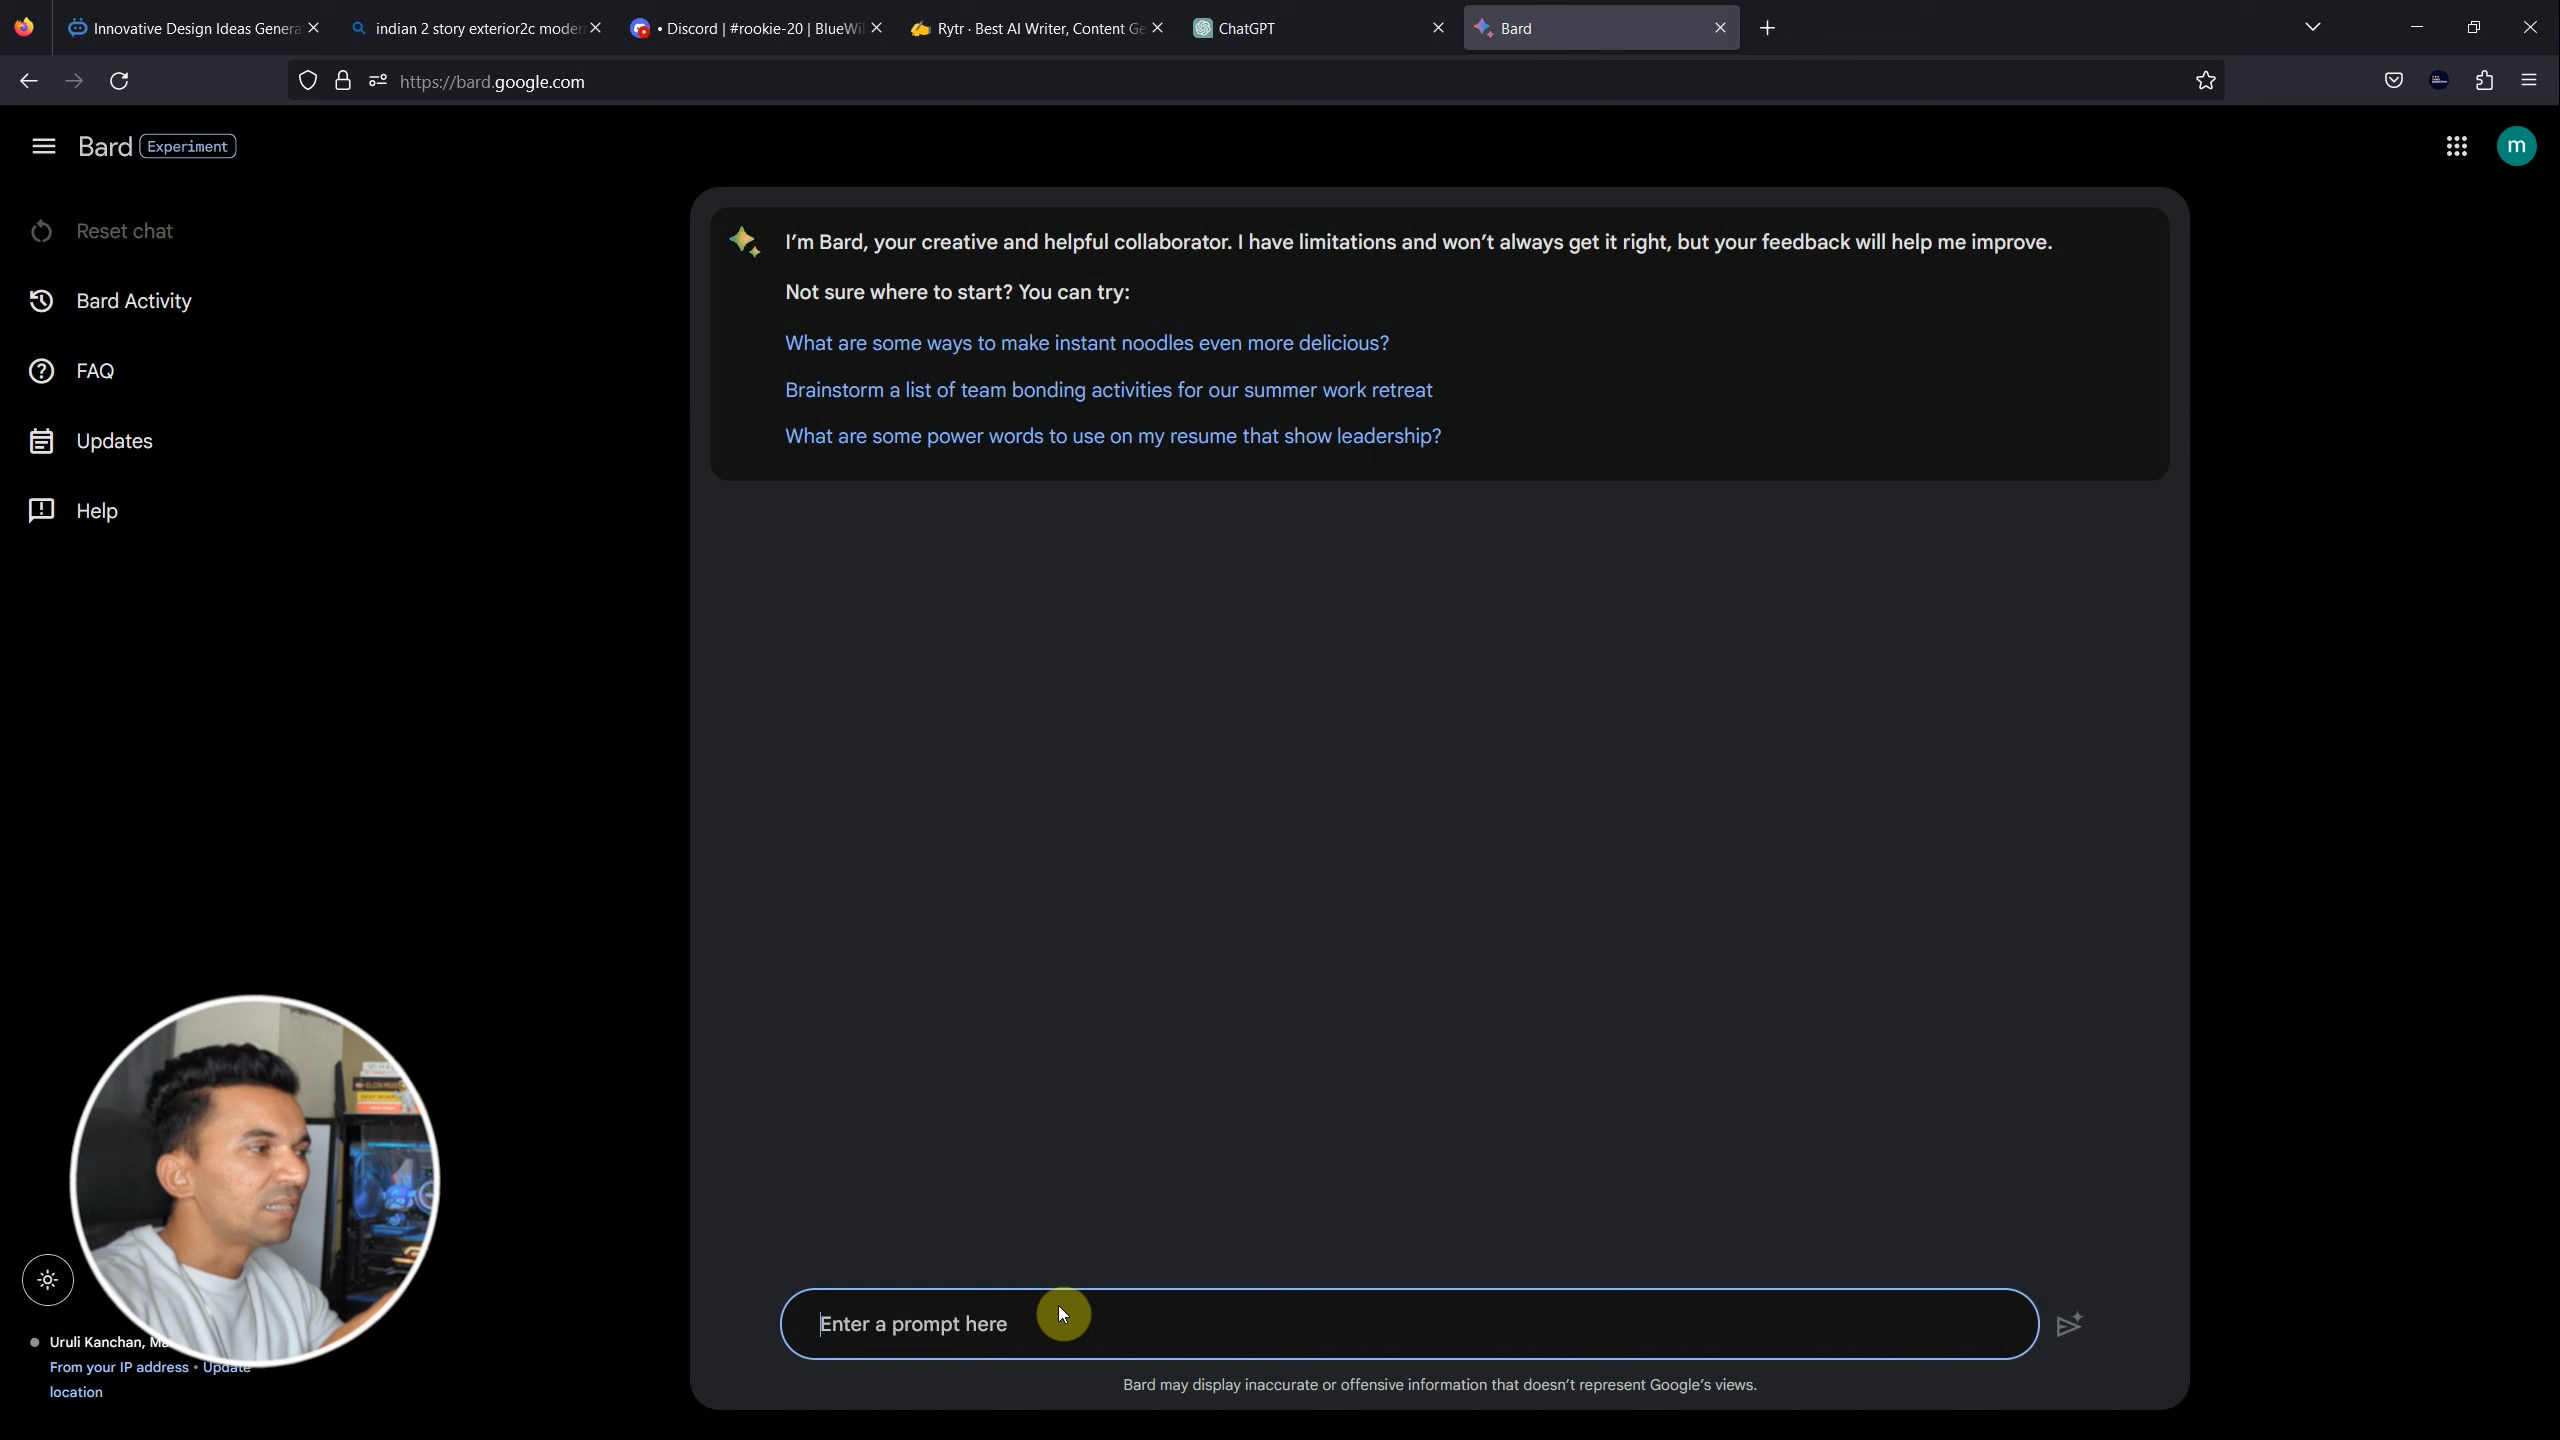 Innovative Design Ideas Genera
indian 2 story exterior2c moder
• Discord | #rookie-20 | BlueWil
Rytr · Best AI Writer, Content Ge
ChatGPT
Bard
https://bard.google.com
Bard Experiment
m
Reset chat
Bard Activity
FAQ
Updates
Help
I'm Bard, your creative and helpful collaborator. I have limitations and won't always get it right, but your feedback will help me improve.
Not sure where to start? You can try:
What are some ways to make instant noodles even more delicious?
Brainstorm a list of team bonding activities for our summer work retreat
What are some power words to use on my resume that show leadership?
ELON MUSK
Enter a prompt here
Uruli Kanchan, Ma
From your IP address • Update
location
Bard may display inaccurate or offensive information that doesn't represent Google's views.